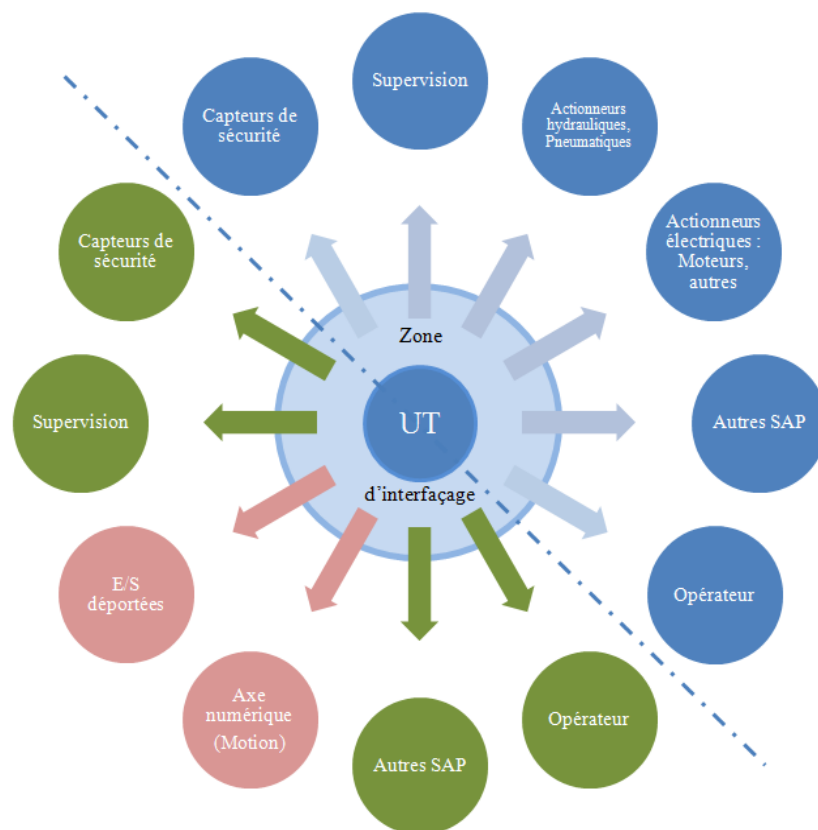 Supervision
Capteurs de
sécurité
Actionneurs
hydrauliques,
Pneumatiques
Capteurs de
sécurité
Actionneurs
électriques :
Moteurs,
autres
Zone
Supervision
UT
Autres SAP
d’interfaçage
E/S
déportées
Opérateur
Axe
numérique
(Motion)
Autres SAP
Opérateur